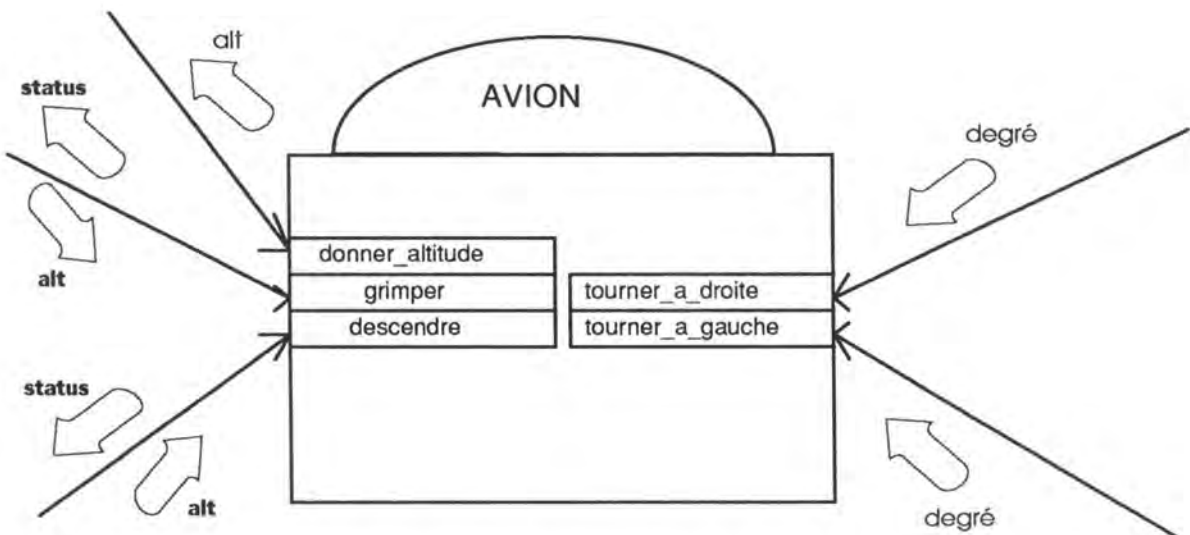 alt
status
AVION
degré
donner_altitude
alt
grimper
tourner_a_droite
descendre
tourner_a_gauche
status
alt
degré